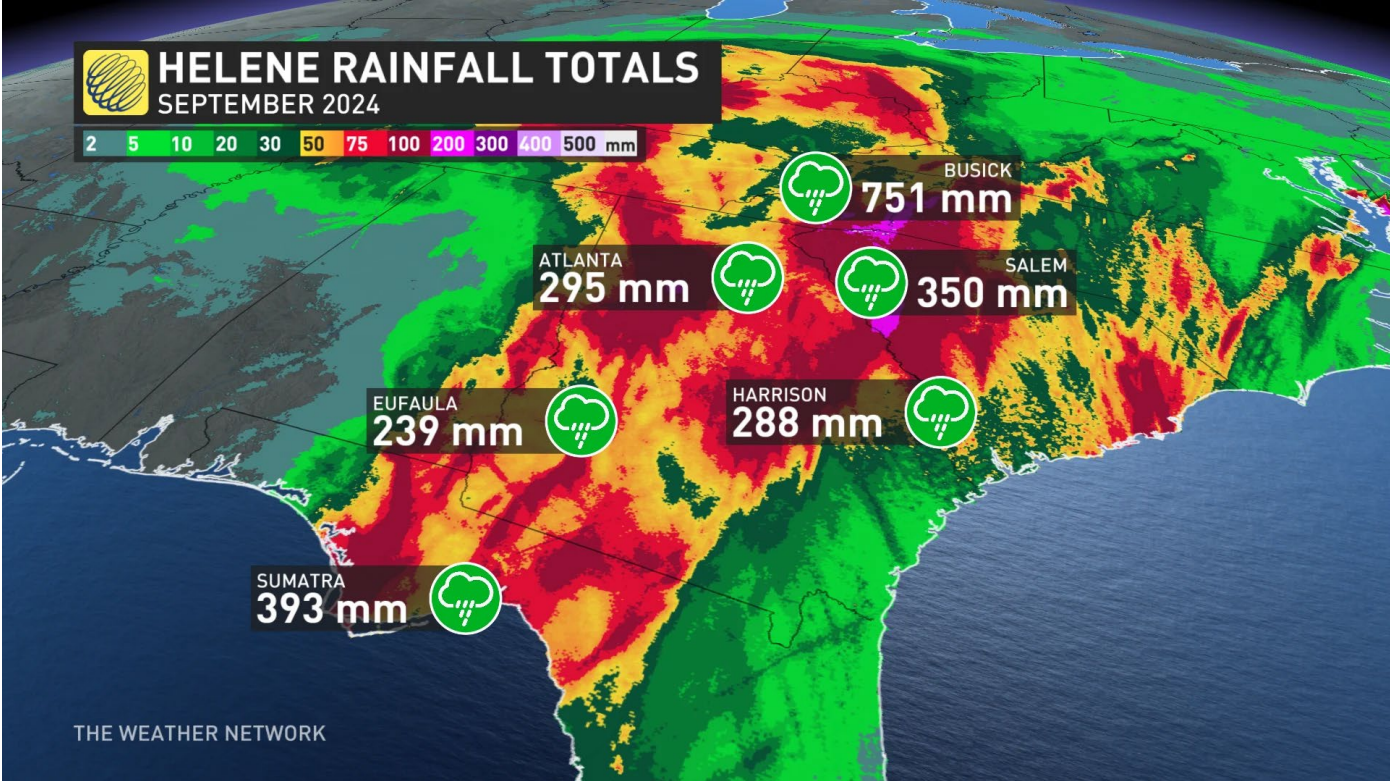 HELENE RAINFALL TOTALS
SEPTEMBER 2024
2 5 10 20 30 50 75 100 200 300 400 500 mm
BUSICK
751 mm
ATLANTA
295 mm
SALEM
350 mm
EUFAULA
239 mm
HARRISON
288 mm
SUMATRA
393 mm
THE WEATHER NETWORK